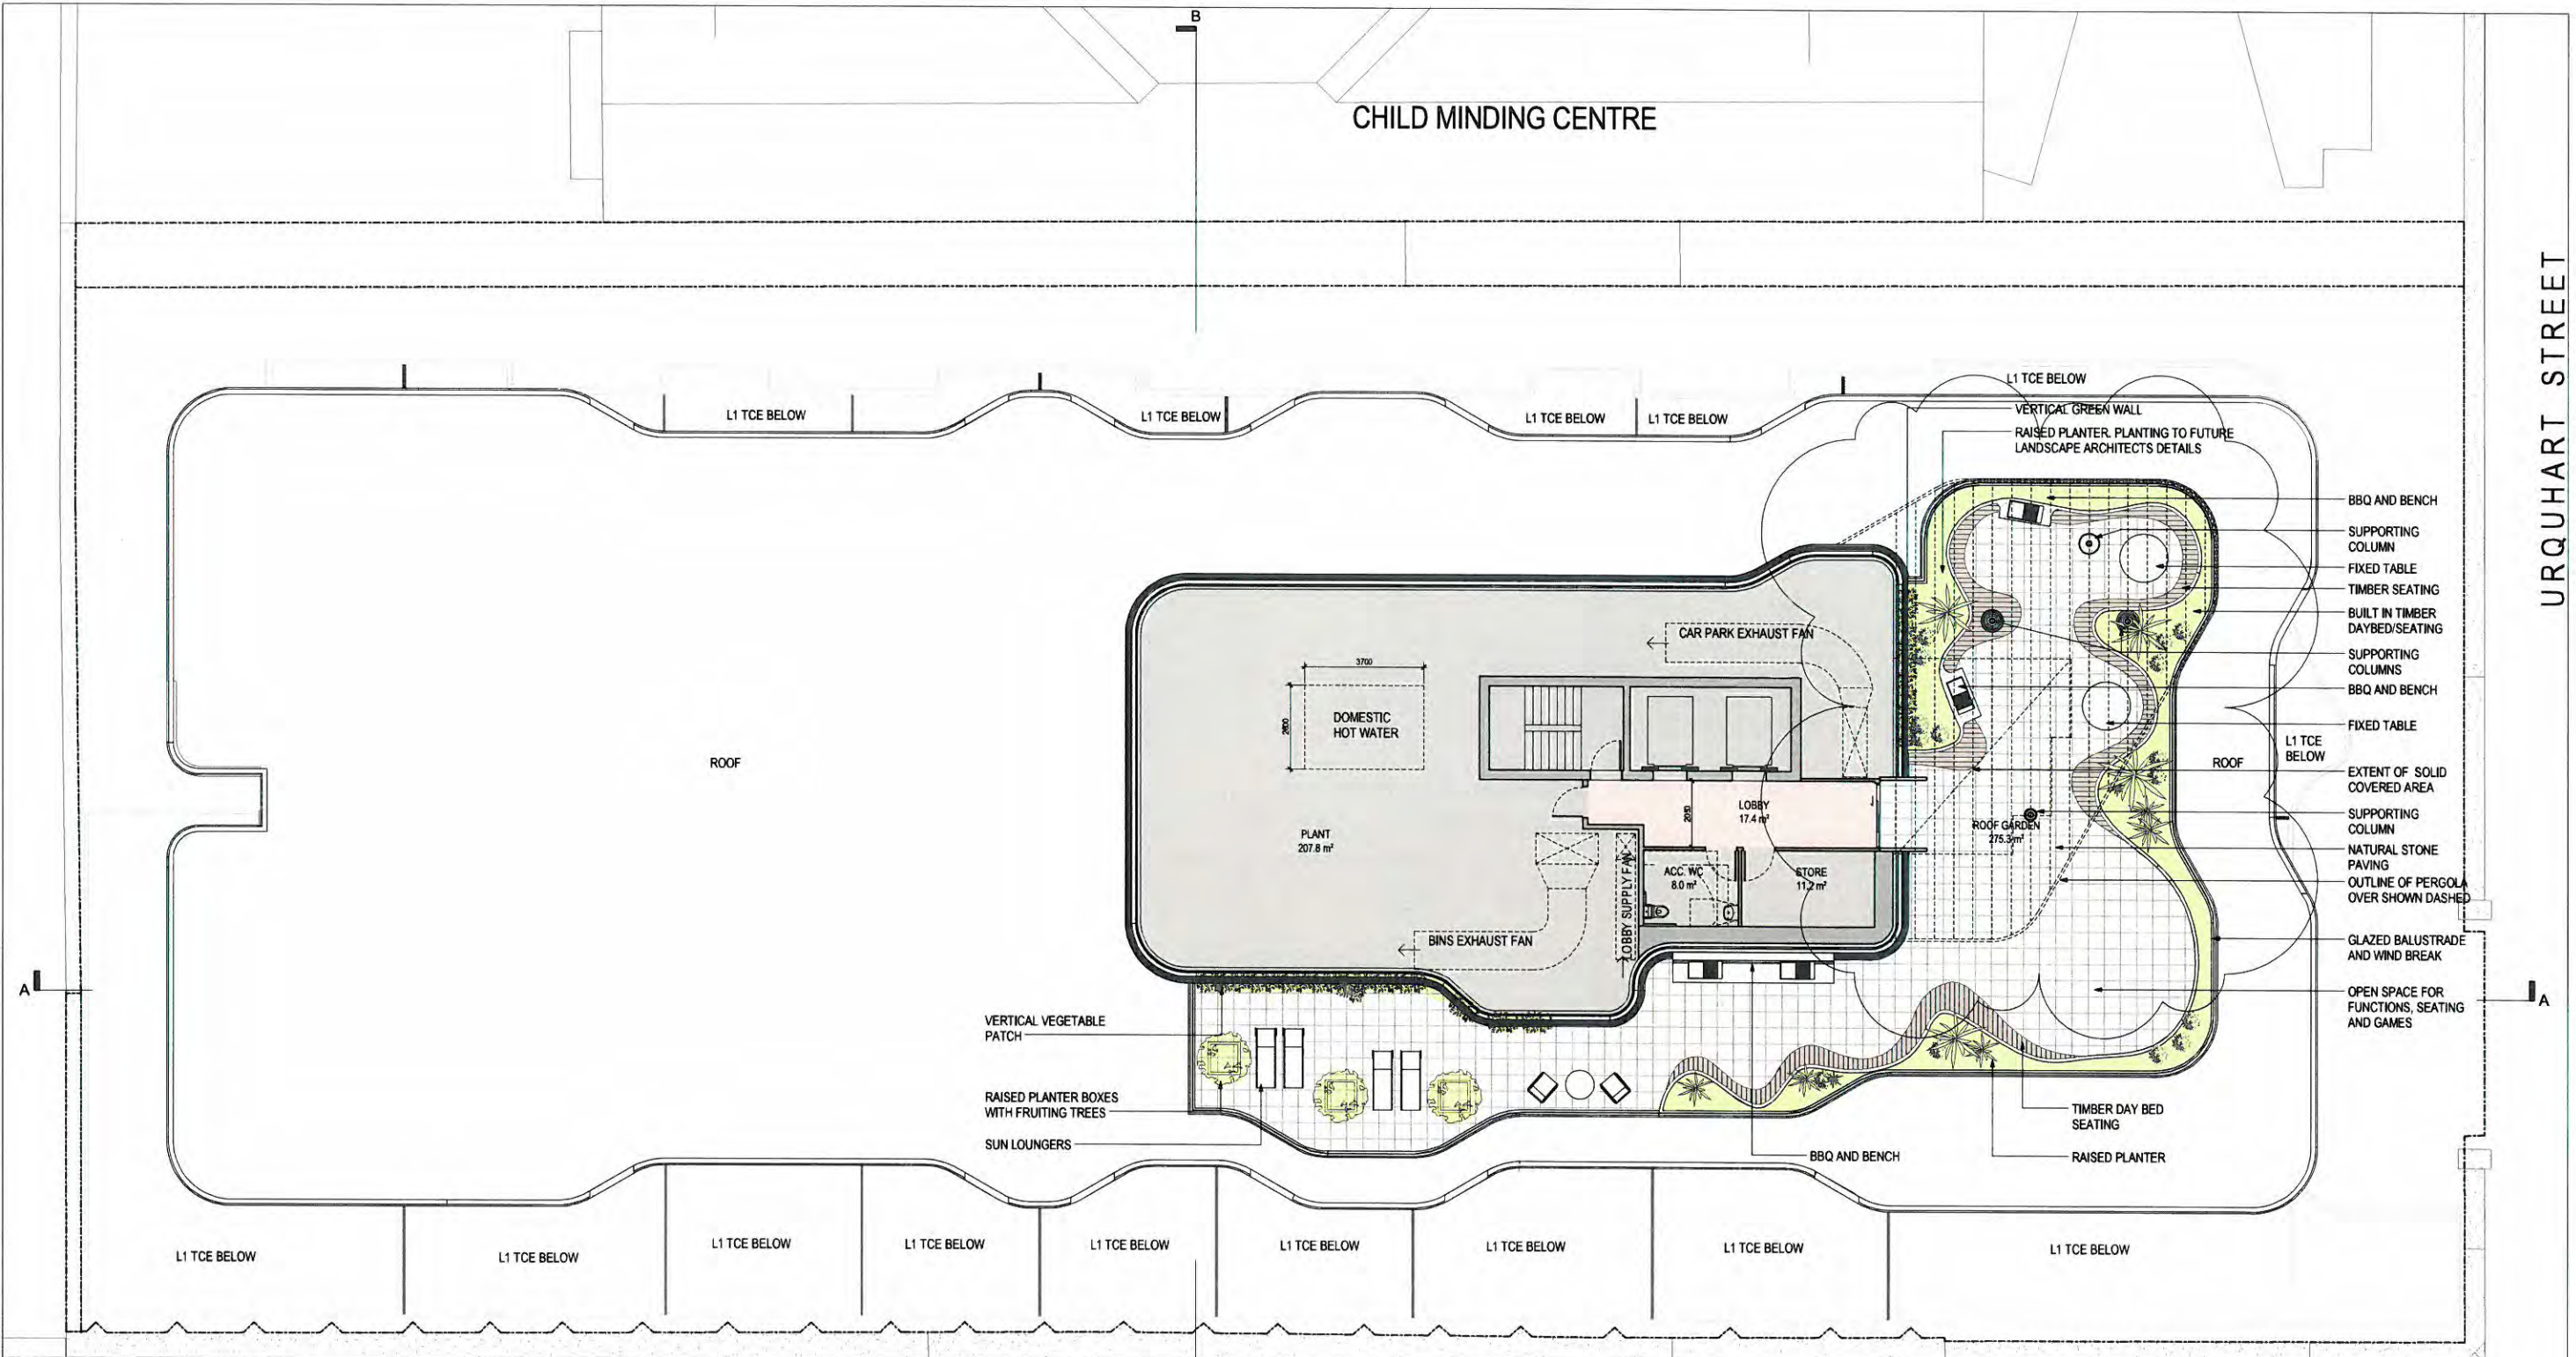 B
CHILD MINDING CENTRE
URQUHART STREET
L1 TCE BELOW
L1 TCE BELOW
L1 TCE BELOW
L1 TCE BELOW
L1 TCE BELOW
VERTICAL GREEN WALL
RAISED PLANTER. PLANTING TO FUTURE
LANDSCAPE ARCHITECTS DETAILS
BBQ AND BENCH
SUPPORTING
COLUMN
FIXED TABLE
TIMBER SEATING
BUILT IN TIMBER
DAYBED/SEATING
SUPPORTING
COLUMNS
BBQ AND BENCH
FIXED TABLE
L1 TCE
BELOW
ROOF
EXTENT OF SOLID
COVERED AREA
SUPPORTING
COLUMN
NATURAL STONE
PAVING
OUTLINE OF PERGOLA
OVER SHOWN DASHED
GLAZED BALUSTRADE
AND WIND BREAK
OPEN SPACE FOR
FUNCTIONS, SEATING
AND GAMES
CAR PARK EXHAUST FAN
3700
2600
DOMESTIC
HOT WATER
ROOF
PLANT
207.8 m²
LOBBY
17.4 m²
2050
ROOF GARDEN
275.3 m²
ACC. WC
8.0 m²
STORE
11.2 m²
LOBBY SUPPLY FAN
BINS EXHAUST FAN
A
A
VERTICAL VEGETABLE
PATCH
RAISED PLANTER BOXES
WITH FRUITING TREES
SUN LOUNGERS
TIMBER DAY BED
SEATING
BBQ AND BENCH
RAISED PLANTER
L1 TCE BELOW
L1 TCE BELOW
L1 TCE BELOW
L1 TCE BELOW
L1 TCE BELOW
L1 TCE BELOW
L1 TCE BELOW
L1 TCE BELOW
L1 TCE BELOW